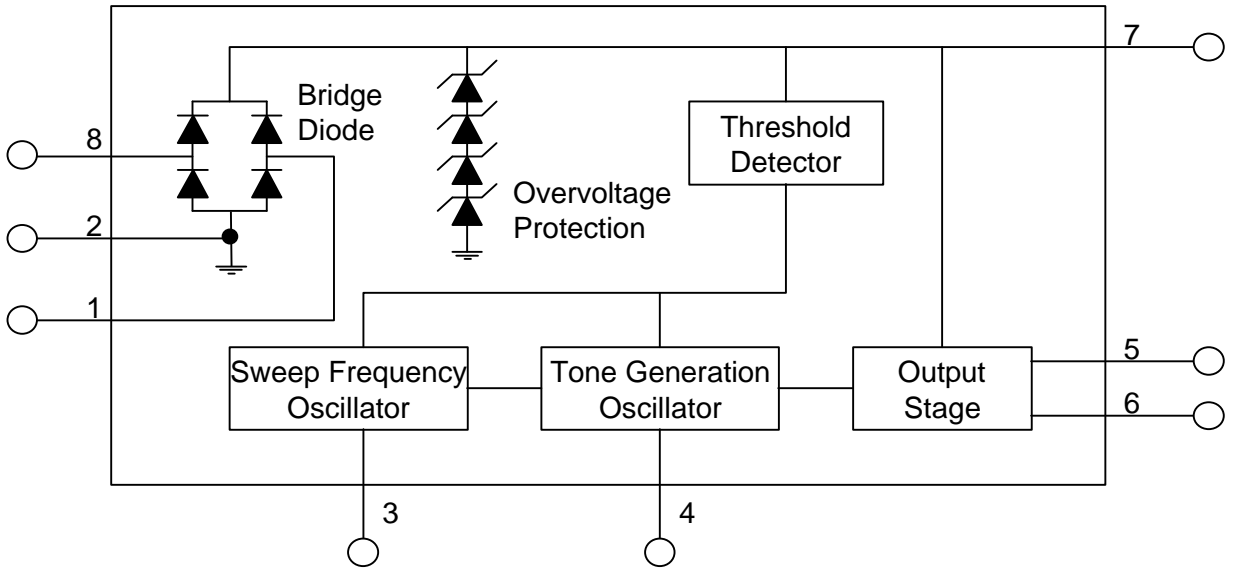 7
Bridge
Diode
8
Threshold
Detector
Overvoltage
Protection
2
1
Sweep Frequency
Oscillator
Tone Generation
Oscillator
Output
Stage
5
6
3
4